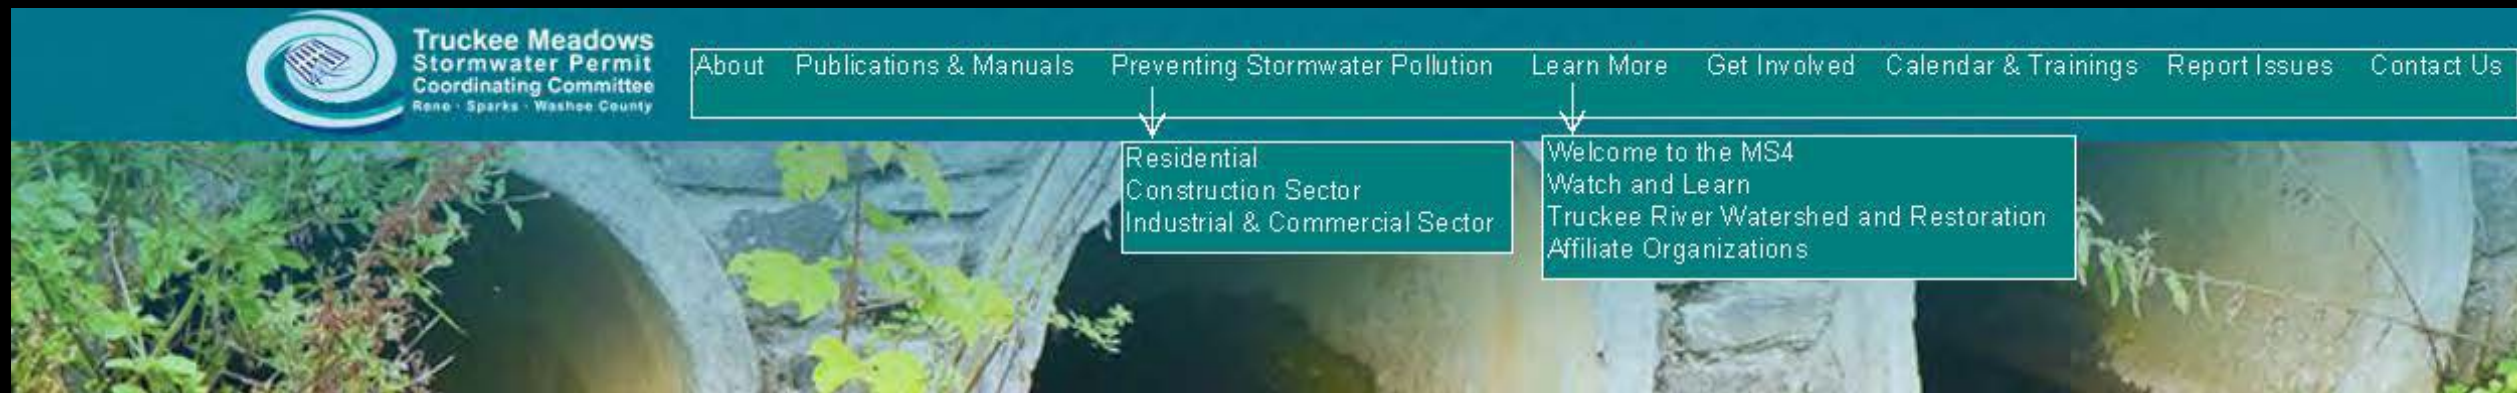 Truckee Meadows
Stormwater Permit
Coordinating Committee
Reno · Sparks · Washoe County
About Publications & Manuals Preventing Stormwater Pollution Learn More Get Involved Calendar & Trainings Report Issues Contact Us
Residential
Construction Sector
Industrial & Commercial Sector
Welcome to the MS4
Watch and Learn
Truckee River Watershed and Restoration
Affiliate Organizations